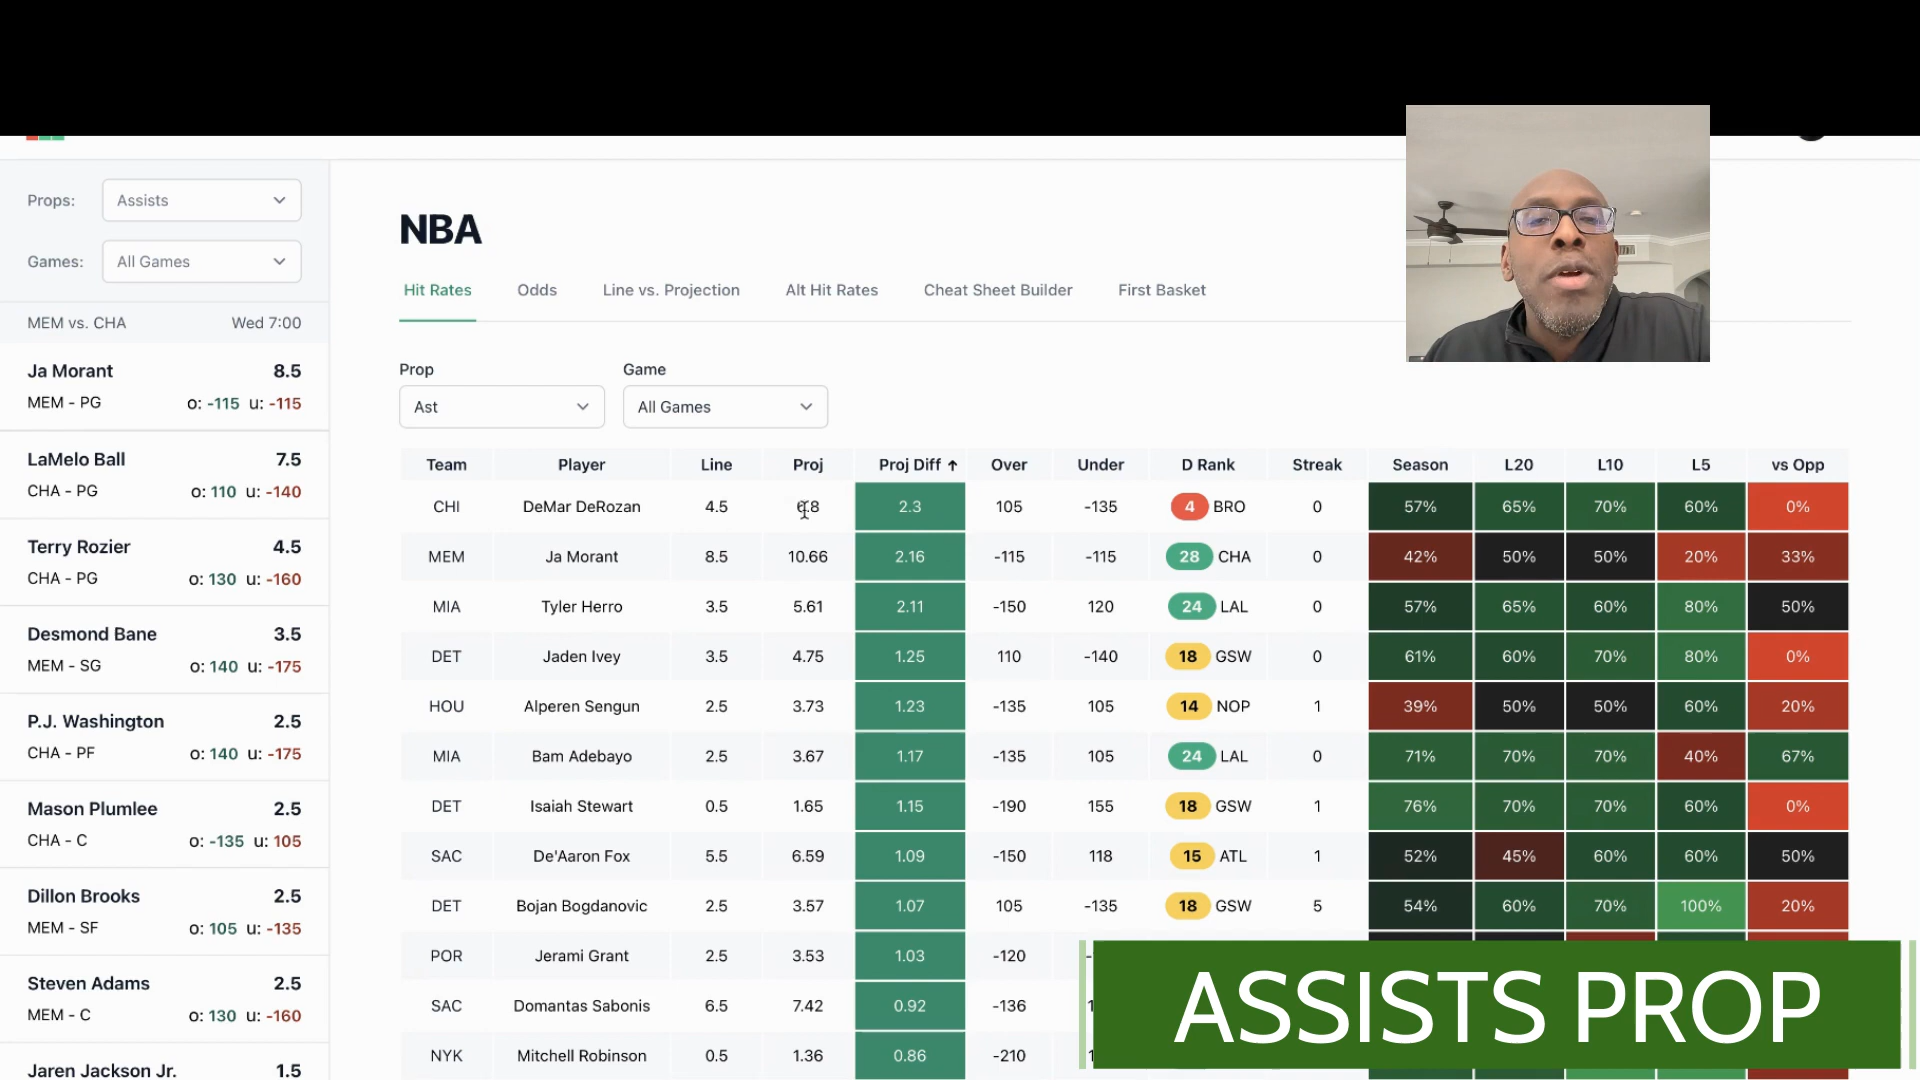 Props: Assists
Games: All Games
MEM vs. CHA Wed 7:00
Ja Morant 8.5
MEM - PG o: -115 u: -115
LaMelo Ball 7.5
CHA - PG o: 110 u: -140
Terry Rozier 4.5
CHA - PG o: 130 u: -160
Desmond Bane 3.5
MEM - SG o: 140 u: -175
P.J. Washington 2.5
CHA - PF o: 140 u: -175
Mason Plumlee 2.5
CHA - C o: -135 u: 105
Dillon Brooks 2.5
MEM - SF o: 105 u: -135
Steven Adams 2.5
MEM - C o: 130 u: -160
Jaren Jackson Jr. 1.5
NBA
Hit Rates Odds Line vs. Projection Alt Hit Rates Cheat Sheet Builder First Basket
Prop Game
Ast All Games
Team Player Line Proj Proj Diff ↑ Over Under D Rank Streak Season L20 L10 L5 vs Opp
CHI DeMar DeRozan 4.5 6.8 2.3 105 -135 4 BRO 0 57% 65% 70% 60% 0%
MEM Ja Morant 8.5 10.66 2.16 -115 -115 28 CHA 0 42% 50% 50% 20% 33%
MIA Tyler Herro 3.5 5.61 2.11 -150 120 24 LAL 0 57% 65% 60% 80% 50%
DET Jaden Ivey 3.5 4.75 1.25 110 -140 18 GSW 0 61% 60% 70% 80% 0%
HOU Alperen Sengun 2.5 3.73 1.23 -135 105 14 NOP 1 39% 50% 50% 60% 20%
MIA Bam Adebayo 2.5 3.67 1.17 -135 105 24 LAL 0 71% 70% 70% 40% 67%
DET Isaiah Stewart 0.5 1.65 1.15 -190 155 18 GSW 1 76% 70% 70% 60% 0%
SAC De'Aaron Fox 5.5 6.59 1.09 -150 118 15 ATL 1 52% 45% 60% 60% 50%
DET Bojan Bogdanovic 2.5 3.57 1.07 105 -135 18 GSW 5 54% 60% 70% 100% 20%
POR Jerami Grant 2.5 3.53 1.03 -120
SAC Domantas Sabonis 6.5 7.42 0.92 -136
NYK Mitchell Robinson 0.5 1.36 0.86 -210
ASSISTS PROP